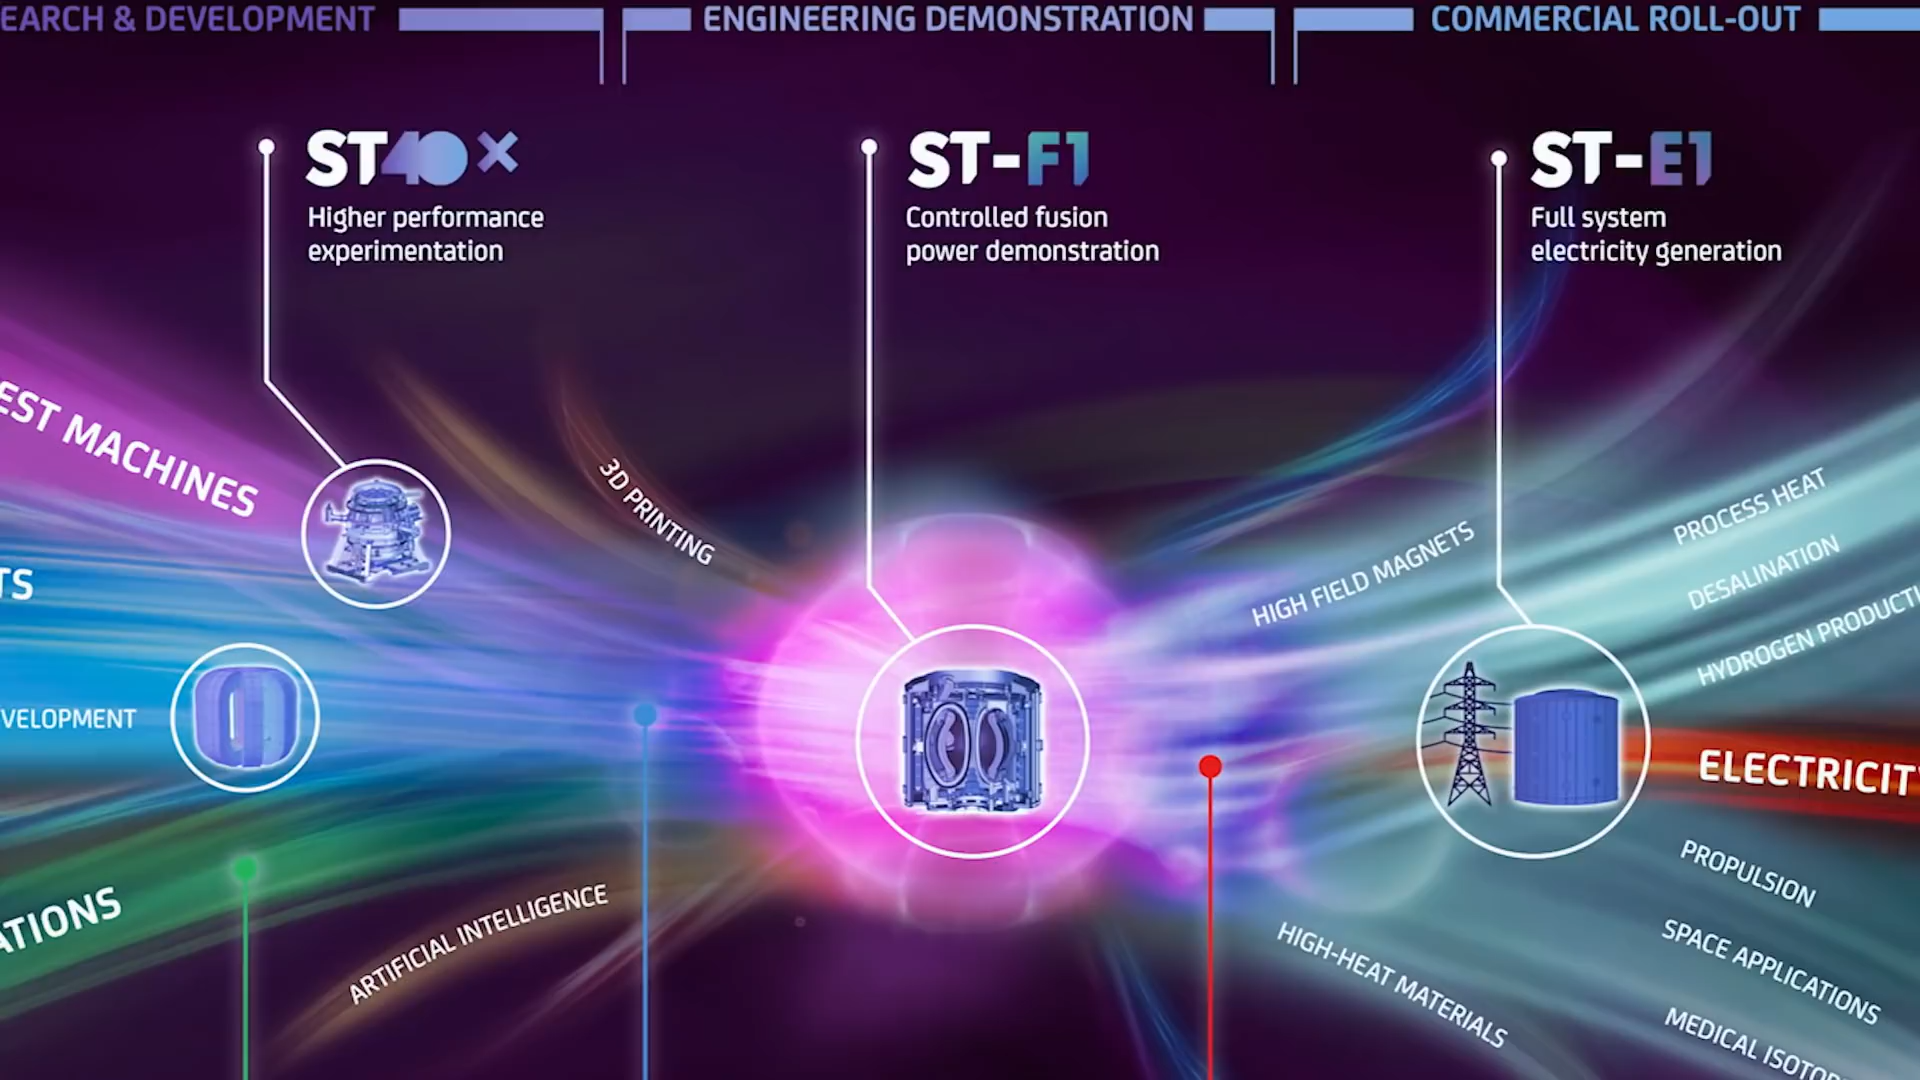 EARCH & DEVELOPMENT
ENGINEERING DEMONSTRATION
COMMERCIAL ROLL-OUT
ST40 X
Higher performance
experimentation
ST-F1
Controlled fusion
power demonstration
ST-E1
Full system
electricity generation
EST MACHINES
3D PRINTING
HIGH FIELD MAGNETS
PROCESS HEAT
DESALINATION
HYDROGEN PRODUCTI
TS
VELOPMENT
ELECTRICITY
ATIONS
ARTIFICIAL INTELLIGENCE
HIGH-HEAT MATERIALS
PROPULSION
SPACE APPLICATIONS
MEDICAL ISOTOP